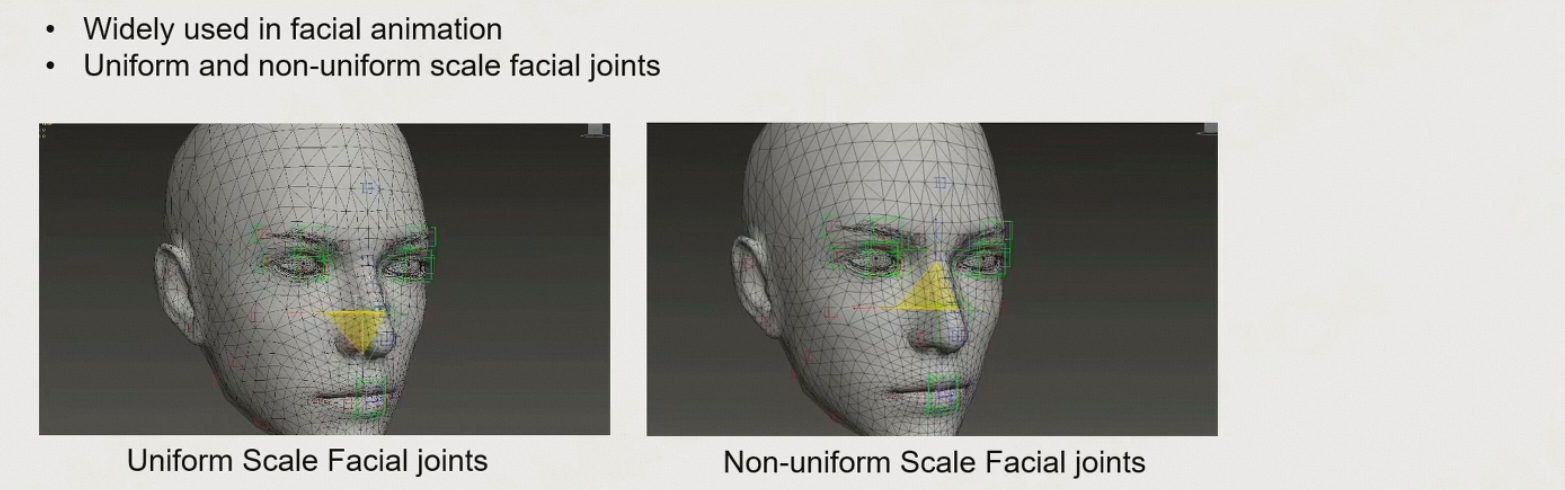 • Widely used in facial animation
• Uniform and non-uniform scale facial joints
Uniform Scale Facial joints
Non-uniform Scale Facial joints